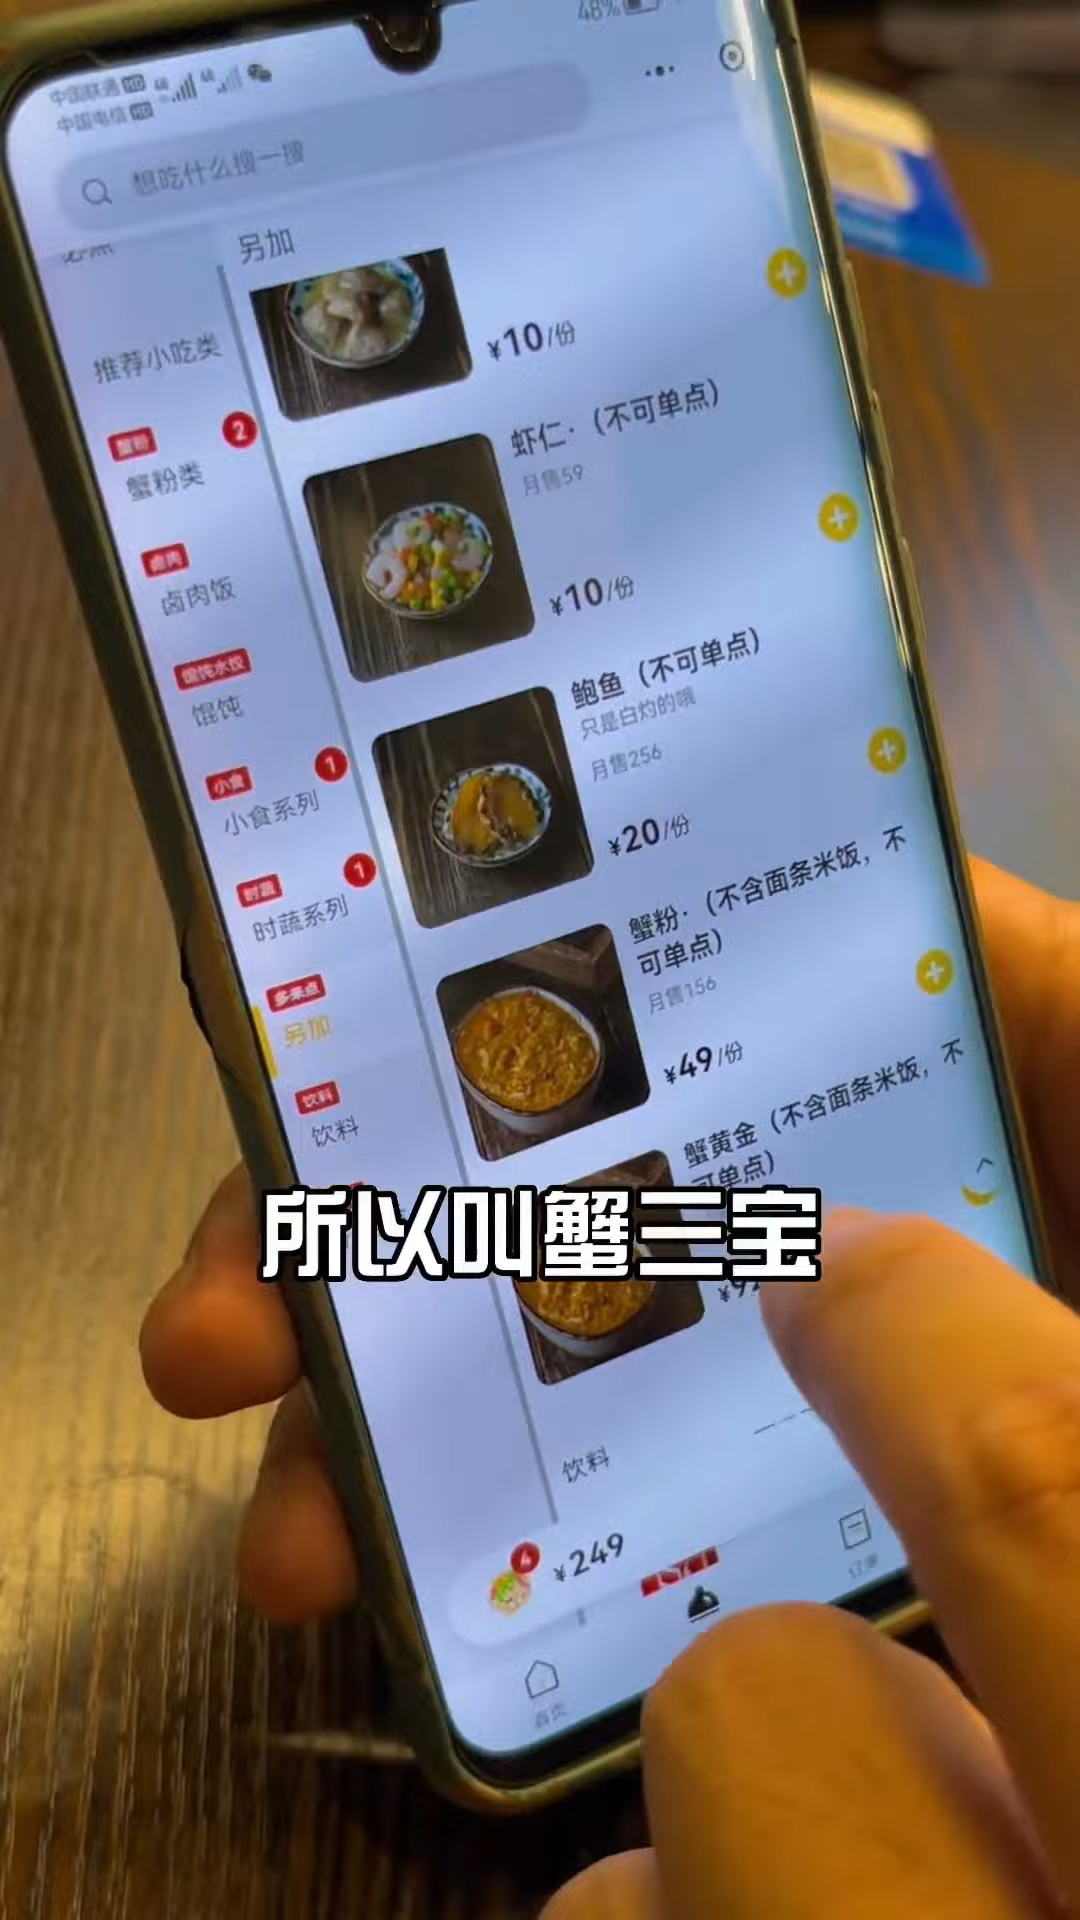 48%
中国联通HD 4G 4G
中国电信HD
想吃什么搜一搜
另加
推荐小吃类
蟹粉
2
蟹粉类
卤肉
卤肉饭
馄饨水饺
馄饨
小食
1
小食系列
时蔬
1
时蔬系列
多来点
另加
饮料
饮料
¥10/份
虾仁·（不可单点）
月售59
¥10/份
鲍鱼（不可单点）
只是白灼的哦
月售256
¥20/份
蟹粉·（不含面条米饭，不
可单点）
月售156
¥49/份
蟹黄金（不含面条米饭，不
可单点）
所以叫蟹三宝
饮料
4
¥249
首页
订单